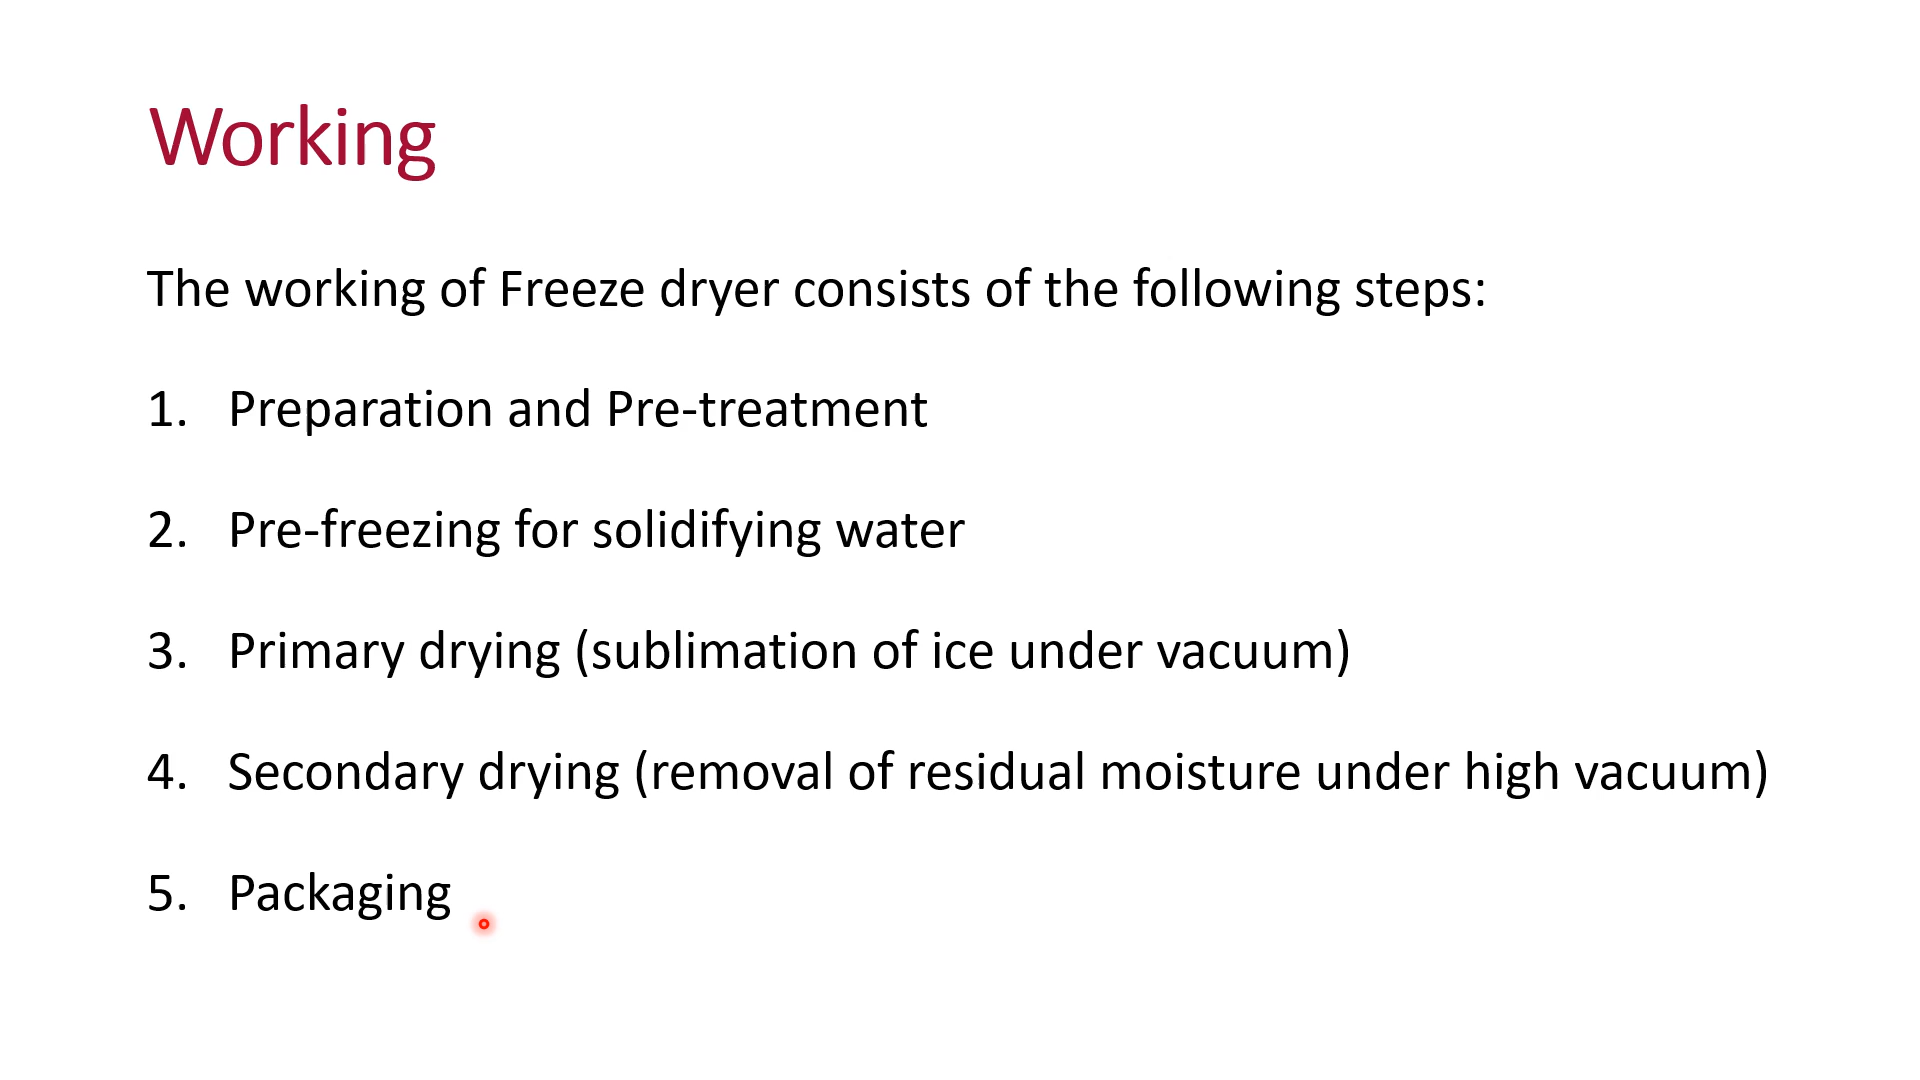 Working
The working of Freeze dryer consists of the following steps:
1. Preparation and Pre-treatment
2. Pre-freezing for solidifying water
3. Primary drying (sublimation of ice under vacuum)
4. Secondary drying (removal of residual moisture under high vacuum)
5. Packaging